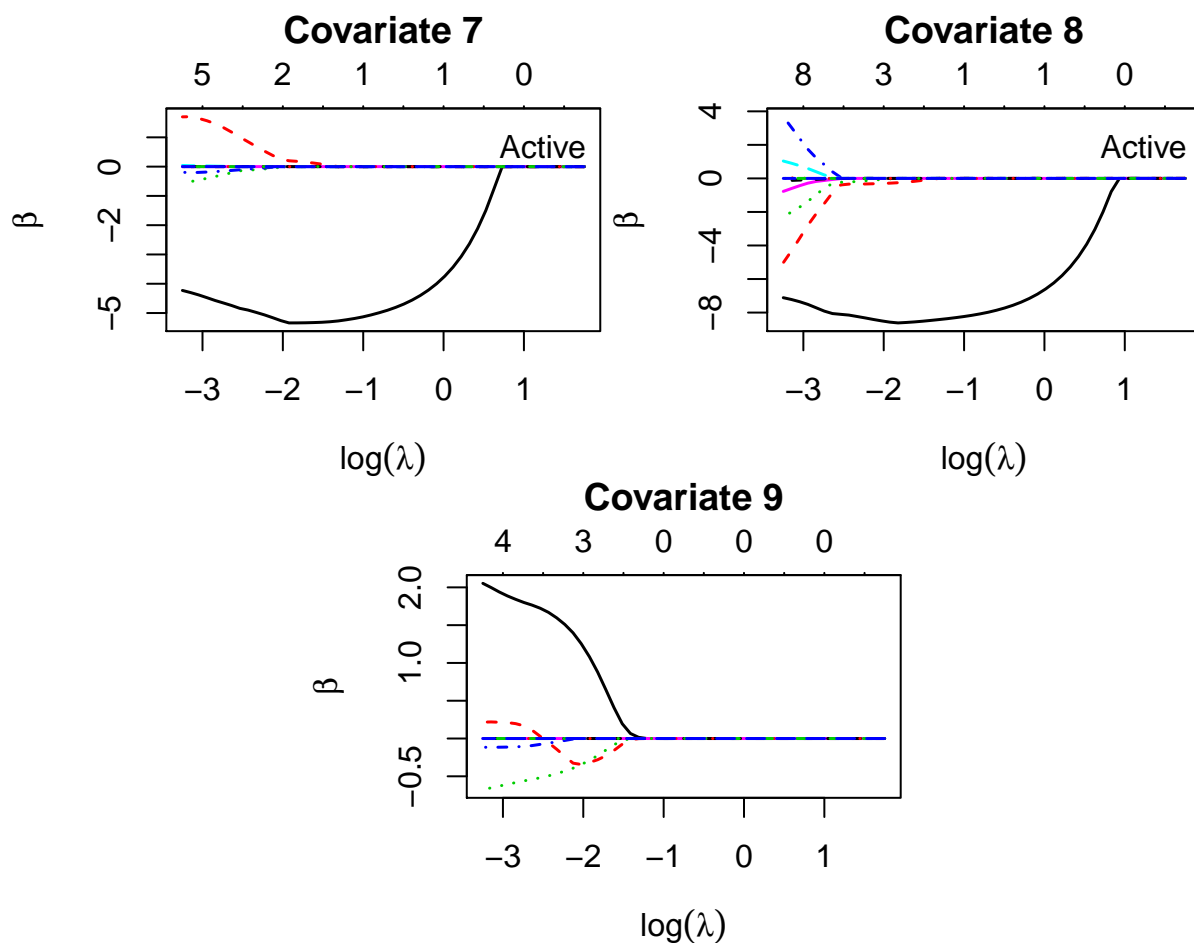 Covariate 7
5 2 1 1 0
Active
0
−2
−5
β
−3 −2 −1 0 1
log(λ)
Covariate 8
8 3 1 1 0
Active
4
0
−4
−8
β
−3 −2 −1 0 1
log(λ)
Covariate 9
4 3 0 0 0
2.0
1.0
−0.5
β
−3 −2 −1 0 1
log(λ)